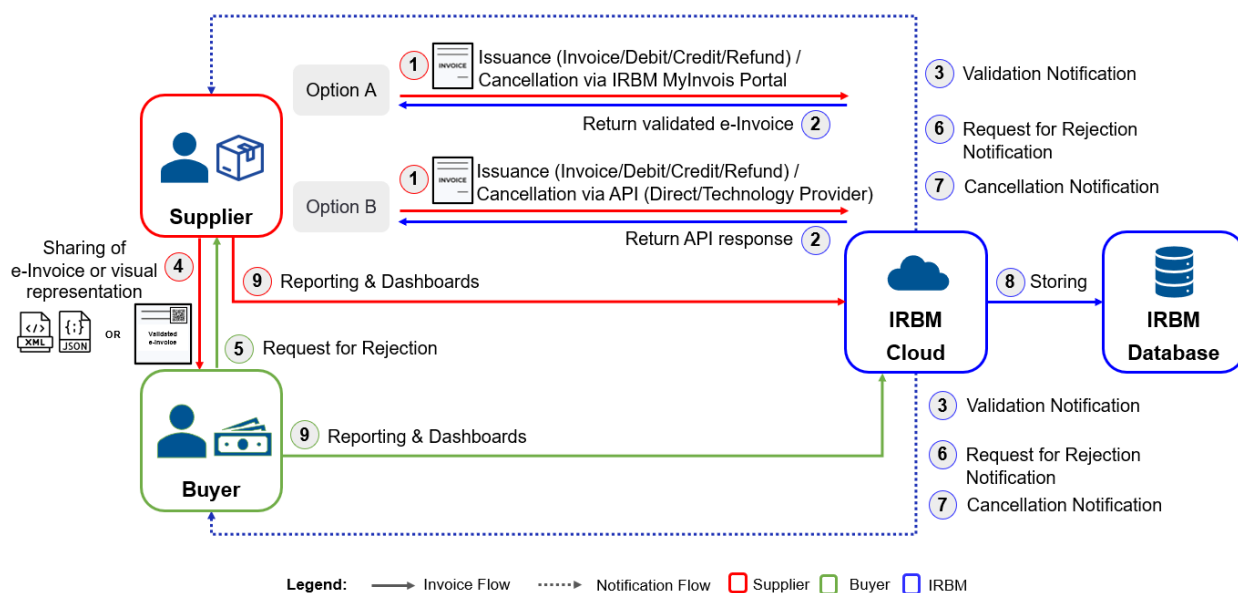 1
INVOICE
Issuance (Invoice/Debit/Credit/Refund) /
Cancellation via IRBM MyInvois Portal
Option A
Return validated e-Invoice
2
3
Validation Notification
6
Request for Rejection
Notification
7
Cancellation Notification
1
INVOICE
Issuance (Invoice/Debit/Credit/Refund) /
Cancellation via API (Direct/Technology Provider)
Option B
Return API response
2
Supplier
Sharing of
e-Invoice or visual
representation
4
</>
XML
{;}
JSON
OR
Validated
e-Invoice
9
Reporting & Dashboards
5
Request for Rejection
IRBM
Cloud
8
Storing
IRBM
Database
Buyer
9
Reporting & Dashboards
3
Validation Notification
6
Request for Rejection
Notification
7
Cancellation Notification
Legend:
Invoice Flow
Notification Flow
Supplier
Buyer
IRBM